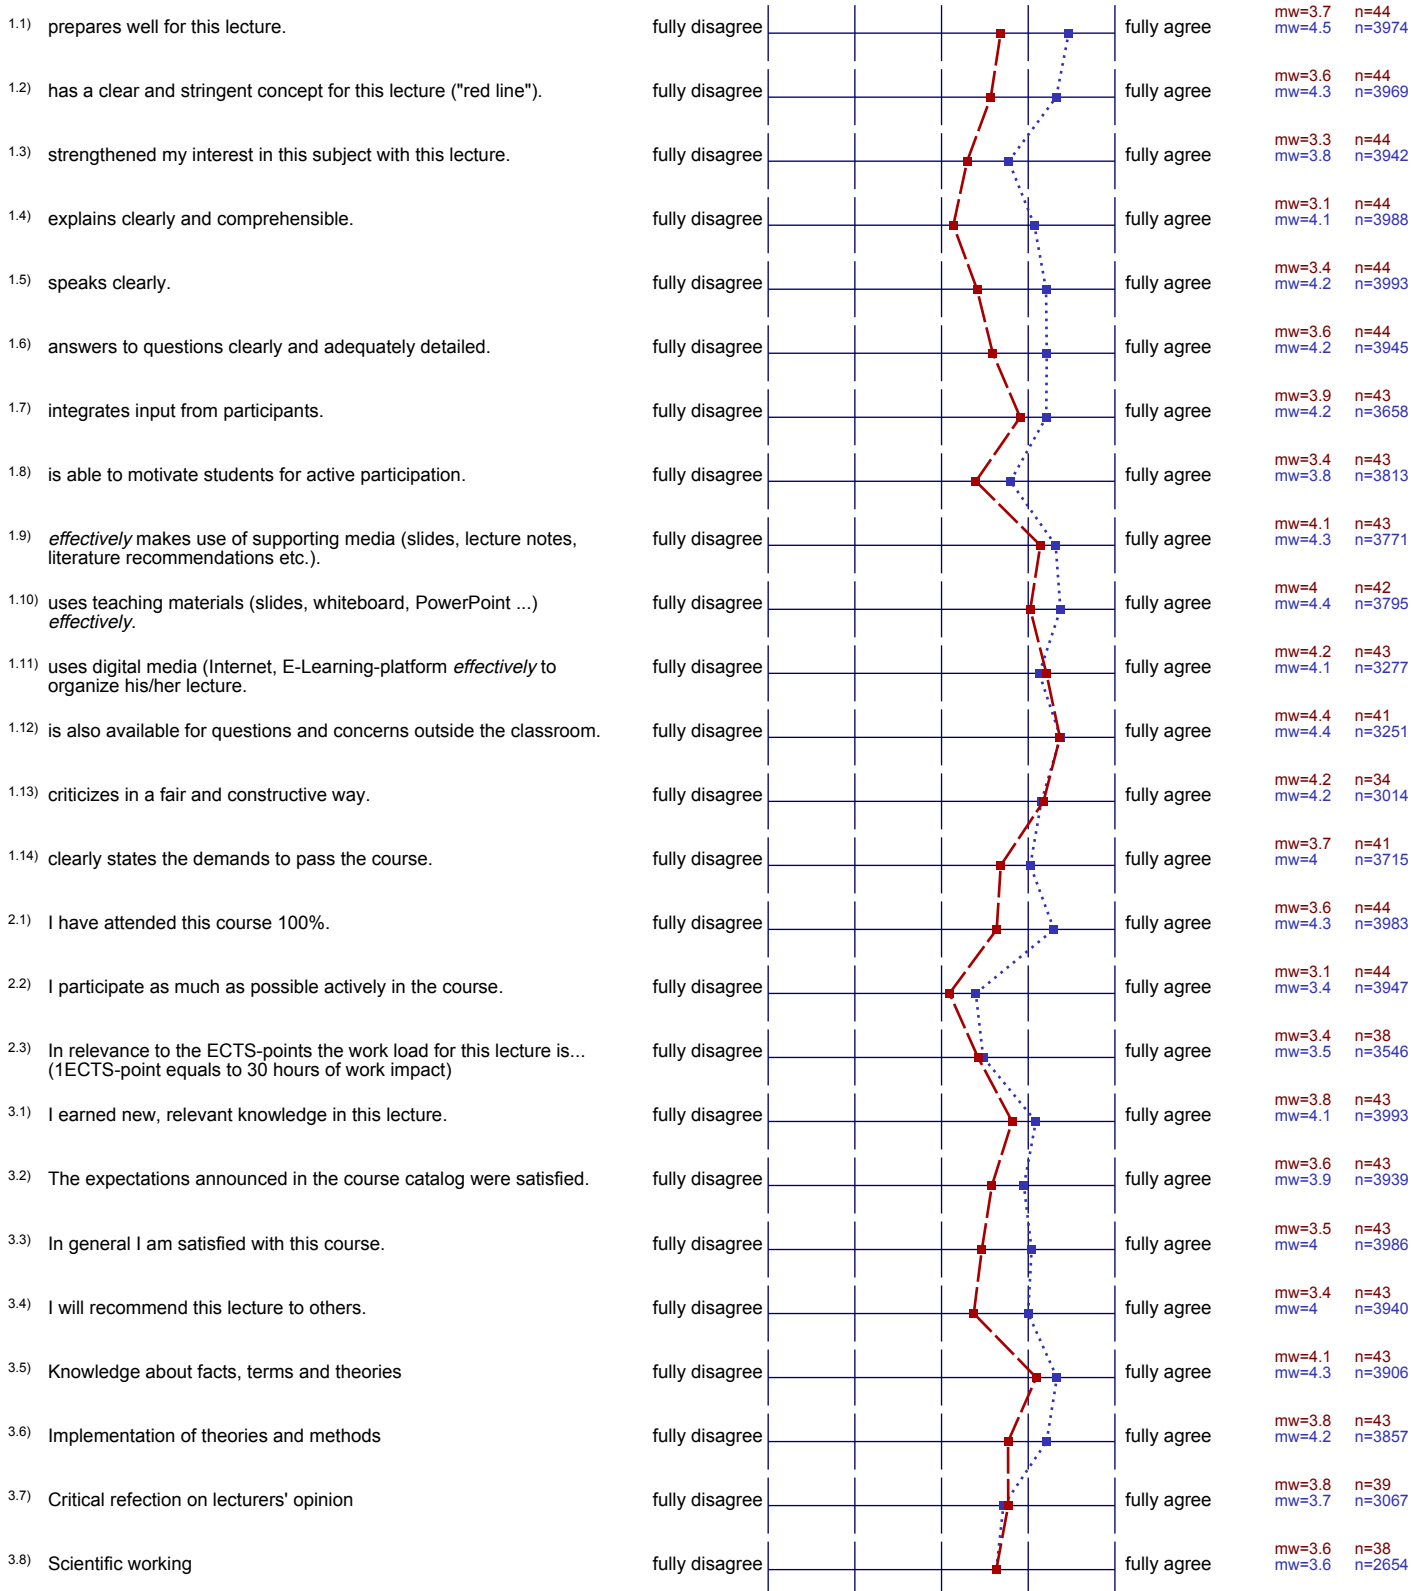 1.1) prepares well for this lecture. fully disagree fully agree mw=3.7 n=44
mw=4.5 n=3974
1.2) has a clear and stringent concept for this lecture ("red line"). fully disagree fully agree mw=3.6 n=44
mw=4.3 n=3969
1.3) strengthened my interest in this subject with this lecture. fully disagree fully agree mw=3.3 n=44
mw=3.8 n=3942
1.4) explains clearly and comprehensible. fully disagree fully agree mw=3.1 n=44
mw=4.1 n=3988
1.5) speaks clearly. fully disagree fully agree mw=3.4 n=44
mw=4.2 n=3993
1.6) answers to questions clearly and adequately detailed. fully disagree fully agree mw=3.6 n=44
mw=4.2 n=3945
1.7) integrates input from participants. fully disagree fully agree mw=3.9 n=43
mw=4.2 n=3658
1.8) is able to motivate students for active participation. fully disagree fully agree mw=3.4 n=43
mw=3.8 n=3813
1.9) effectively makes use of supporting media (slides, lecture notes, fully disagree fully agree mw=4.1 n=43
literature recommendations etc.). mw=4.3 n=3771
1.10) uses teaching materials (slides, whiteboard, PowerPoint ...) fully disagree fully agree mw=4 n=42
effectively. mw=4.4 n=3795
1.11) uses digital media (Internet, E-Learning-platform effectively to fully disagree fully agree mw=4.2 n=43
organize his/her lecture. mw=4.1 n=3277
1.12) is also available for questions and concerns outside the classroom. fully disagree fully agree mw=4.4 n=41
mw=4.4 n=3251
1.13) criticizes in a fair and constructive way. fully disagree fully agree mw=4.2 n=34
mw=4.2 n=3014
1.14) clearly states the demands to pass the course. fully disagree fully agree mw=3.7 n=41
mw=4 n=3715
2.1) I have attended this course 100%. fully disagree fully agree mw=3.6 n=44
mw=4.3 n=3983
2.2) I participate as much as possible actively in the course. fully disagree fully agree mw=3.1 n=44
mw=3.4 n=3947
2.3) In relevance to the ECTS-points the work load for this lecture is... fully disagree fully agree mw=3.4 n=38
(1ECTS-point equals to 30 hours of work impact) mw=3.5 n=3546
3.1) I earned new, relevant knowledge in this lecture. fully disagree fully agree mw=3.8 n=43
mw=4.1 n=3993
3.2) The expectations announced in the course catalog were satisfied. fully disagree fully agree mw=3.6 n=43
mw=3.9 n=3939
3.3) In general I am satisfied with this course. fully disagree fully agree mw=3.5 n=43
mw=4 n=3986
3.4) I will recommend this lecture to others. fully disagree fully agree mw=3.4 n=43
mw=4 n=3940
3.5) Knowledge about facts, terms and theories fully disagree fully agree mw=4.1 n=43
mw=4.3 n=3906
3.6) Implementation of theories and methods fully disagree fully agree mw=3.8 n=43
mw=4.2 n=3857
3.7) Critical refection on lecturers' opinion fully disagree fully agree mw=3.8 n=39
mw=3.7 n=3067
3.8) Scientific working fully disagree fully agree mw=3.6 n=38
mw=3.6 n=2654